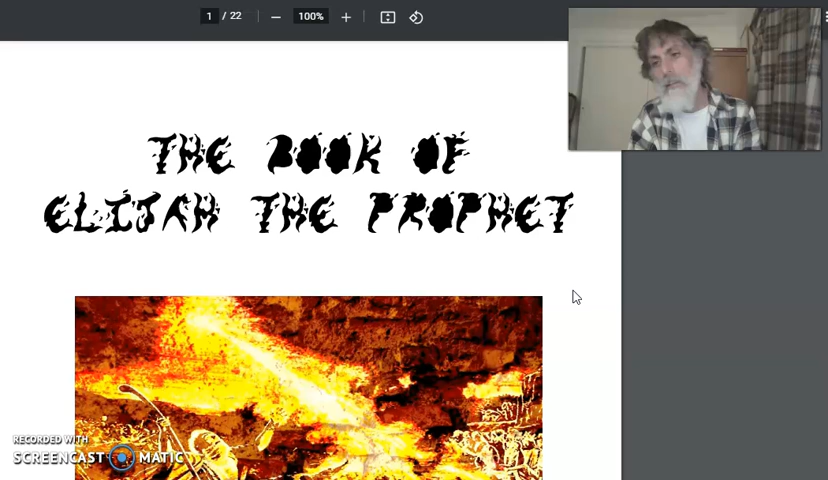 1 / 22
100%
THE BOOK OF
ELIJAH THE PROPHET
RECORDED WITH
SCREENCAST MATIC